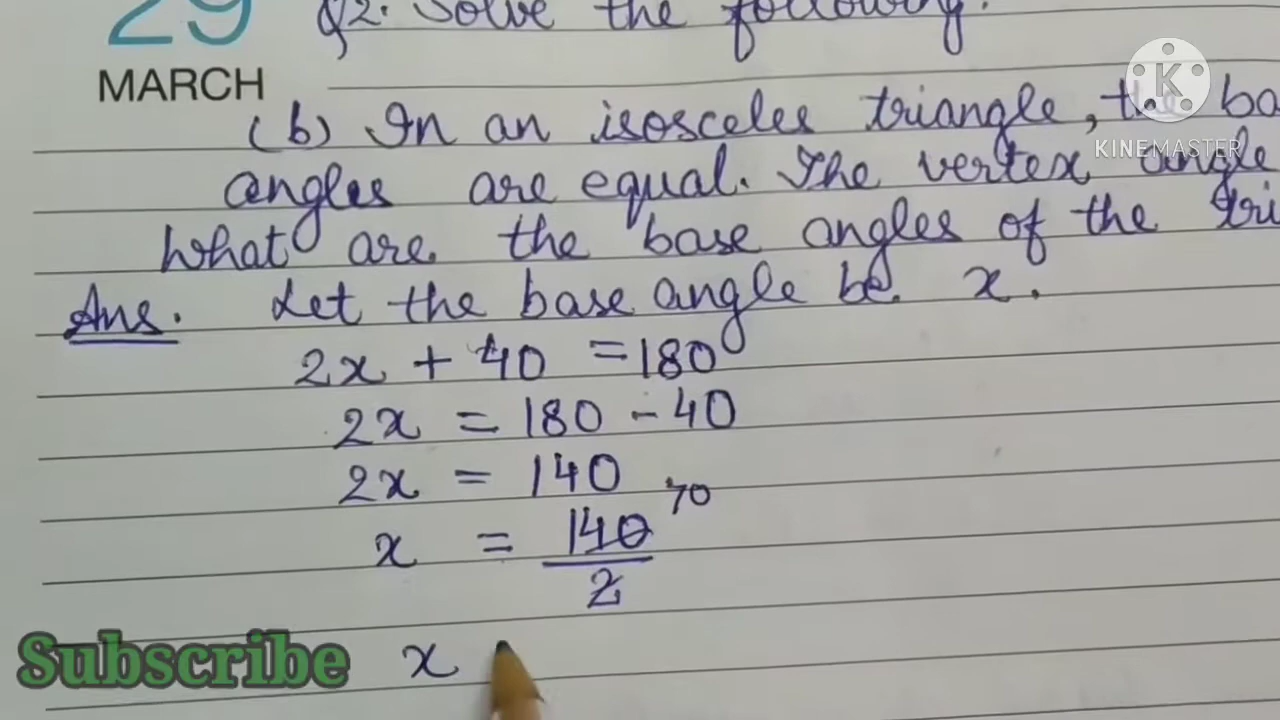 29
MARCH
Q2. Solve the following.
(b) In an isosceles triangle, the ba
angles are equal. The vertex angle
What are the base angles of the tri
Ans. Let the base angle be x.
2x + 40 = 180
2x = 180 - 40
2x = 140
x = 140/2 70
x
K
KINEMASTER
Subscribe